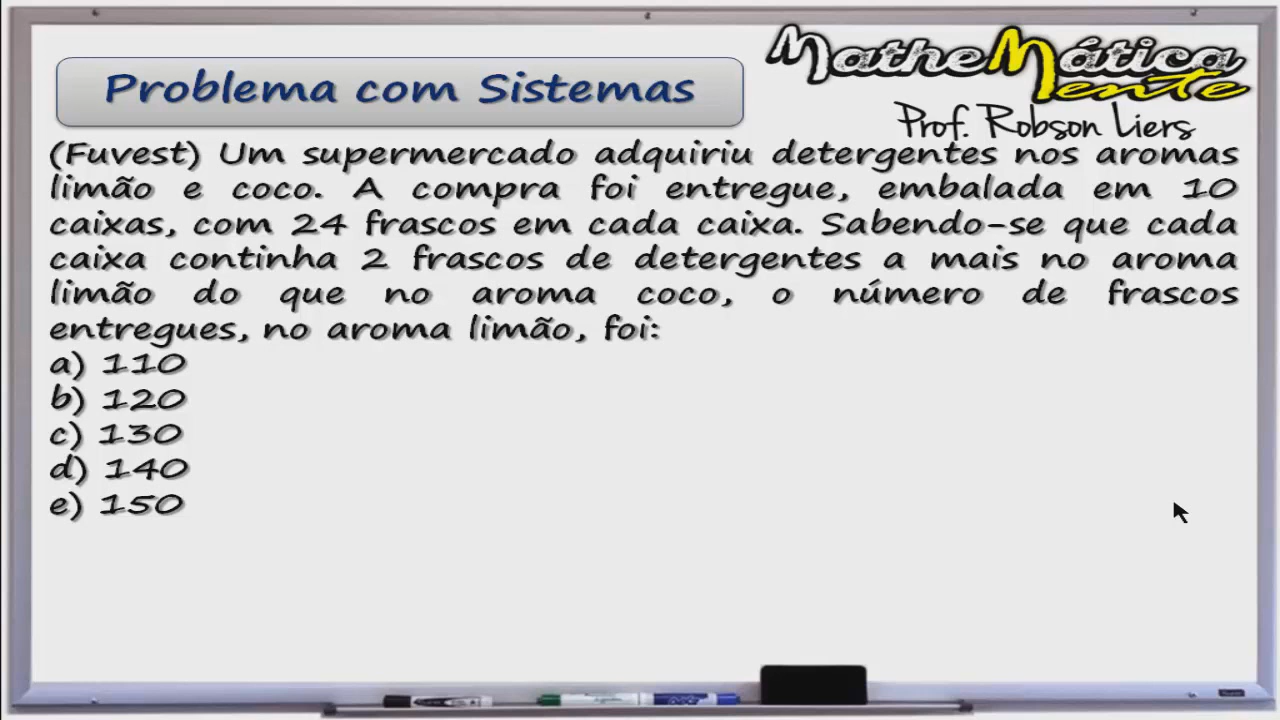 Problema com Sistemas
MatheMática
mente
Prof. Robson Liers
(Fuvest) Um supermercado adquiriu detergentes nos aromas
limão e coco. A compra foi entregue, embalada em 10
caixas, com 24 frascos em cada caixa. Sabendo-se que cada
caixa continha 2 frascos de detergentes a mais no aroma
limão do que no aroma coco, o número de frascos
entregues, no aroma limão, foi:
a) 110
b) 120
c) 130
d) 140
e) 150